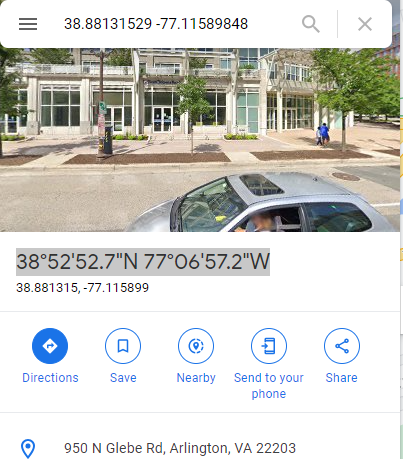 38.88131529 -77.11589848
38°52'52.7"N 77°06'57.2"W
38.881315, -77.115899
Directions
Save
Nearby
Send to your
phone
Share
950 N Glebe Rd, Arlington, VA 22203